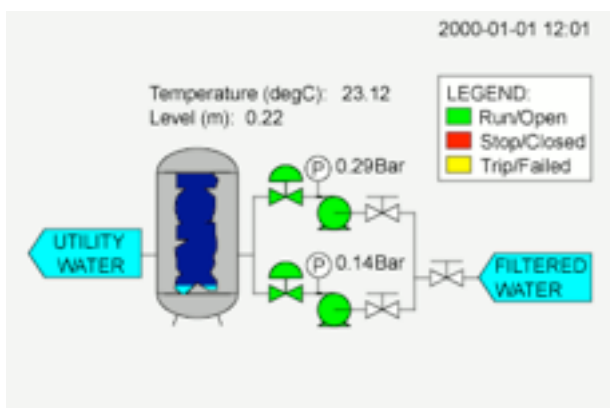 2000-01-01 12:01
Temperature (degC): 23.12
Level (m): 0.22
LEGEND:
Run/Open
Stop/Closed
Trip/Failed
P 0.29Bar
UTILITY
WATER
P 0.14Bar
FILTERED
WATER